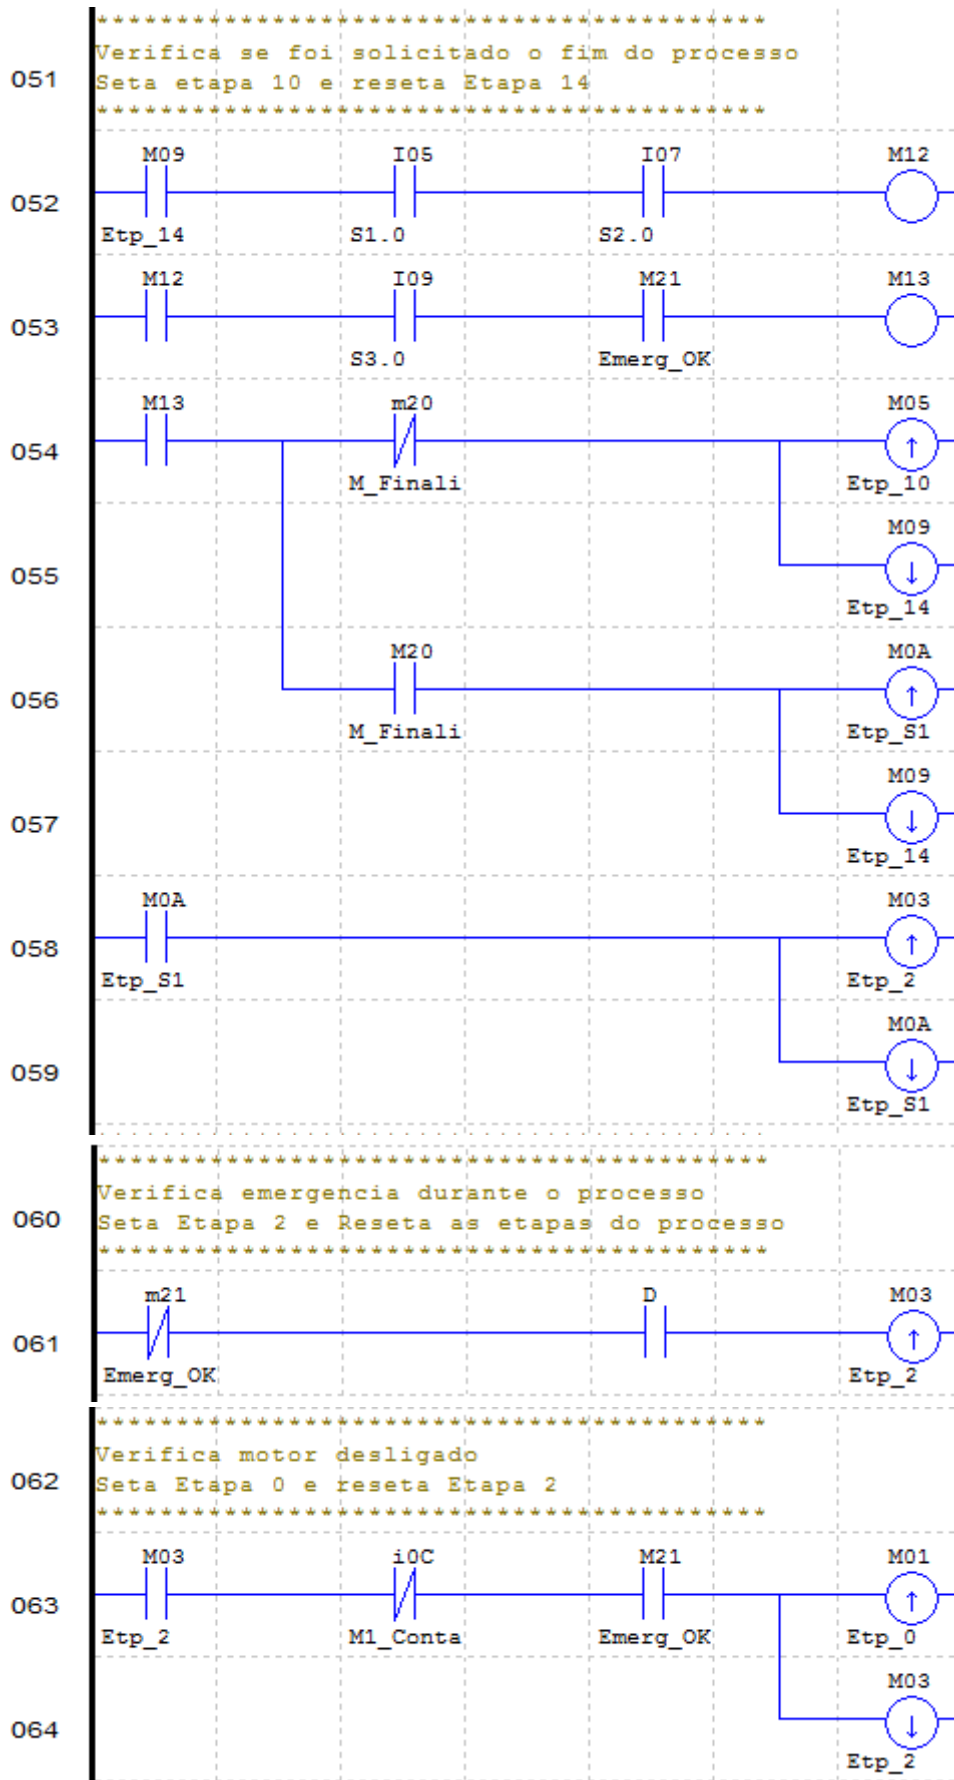 ******************************************
051
Verifica se foi solicitado o fim do processo
Seta etapa 10 e reseta Etapa 14
******************************************
M09 I05 I07 M12
052
Etp_14 S1.0 S2.0
M12 I09 M21 M13
053
S3.0 Emerg_OK
M13 m20 M05
054 ↑
M_Finali Etp_10
M09
055 ↓
Etp_14
M20 M0A
056 ↑
M_Finali Etp_S1
M09
057 ↓
Etp_14
M0A M03
058 ↑
Etp_S1 Etp_2
M0A
059 ↓
Etp_S1
******************************************
Verifica emergencia durante o processo
060 Seta Etapa 2 e Reseta as etapas do processo
******************************************
m21 D M03
061 ↑
Emerg_OK Etp_2
******************************************
Verifica motor desligado
062 Seta Etapa 0 e reseta Etapa 2
******************************************
M03 i0C M21 M01
063 ↑
Etp_2 M1_Conta Emerg_OK Etp_0
M03
064 ↓
Etp_2